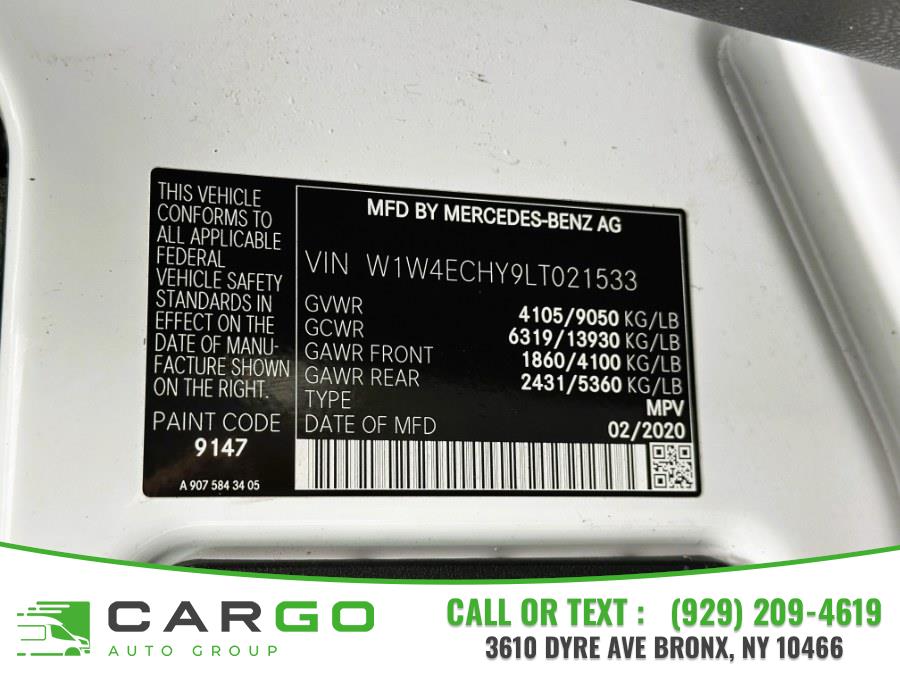 THIS VEHICLE
CONFORMS TO
ALL APPLICABLE
FEDERAL
VEHICLE SAFETY
STANDARDS IN
EFFECT ON THE
DATE OF MANU-
FACTURE SHOWN
ON THE RIGHT.
PAINT CODE
9147
A 907 584 34 05
MFD BY MERCEDES-BENZ AG
VIN W1W4ECHY9LT021533
GVWR 4105/9050 KG/LB
GCWR 6319/13930 KG/LB
GAWR FRONT 1860/4100 KG/LB
GAWR REAR 2431/5360 KG/LB
TYPE MPV
DATE OF MFD 02/2020
CARGO
AUTO GROUP
CALL OR TEXT : (929) 209-4619
3610 DYRE AVE BRONX, NY 10466